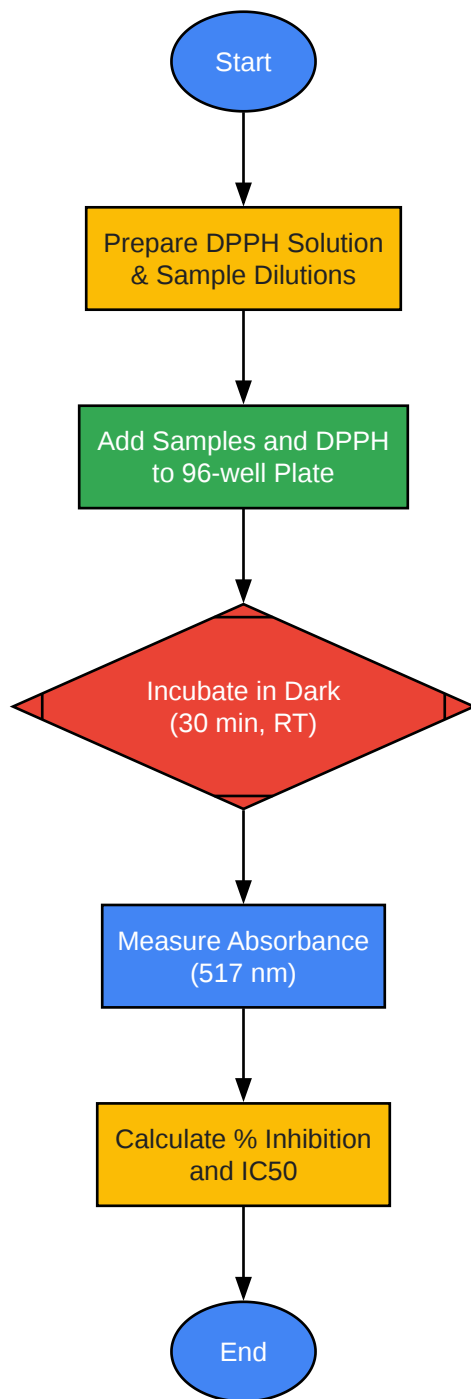 Start
Prepare DPPH Solution
& Sample Dilutions
Add Samples and DPPH
to 96-well Plate
Incubate in Dark
(30 min, RT)
Measure Absorbance
(517 nm)
Calculate % Inhibition
and IC50
End